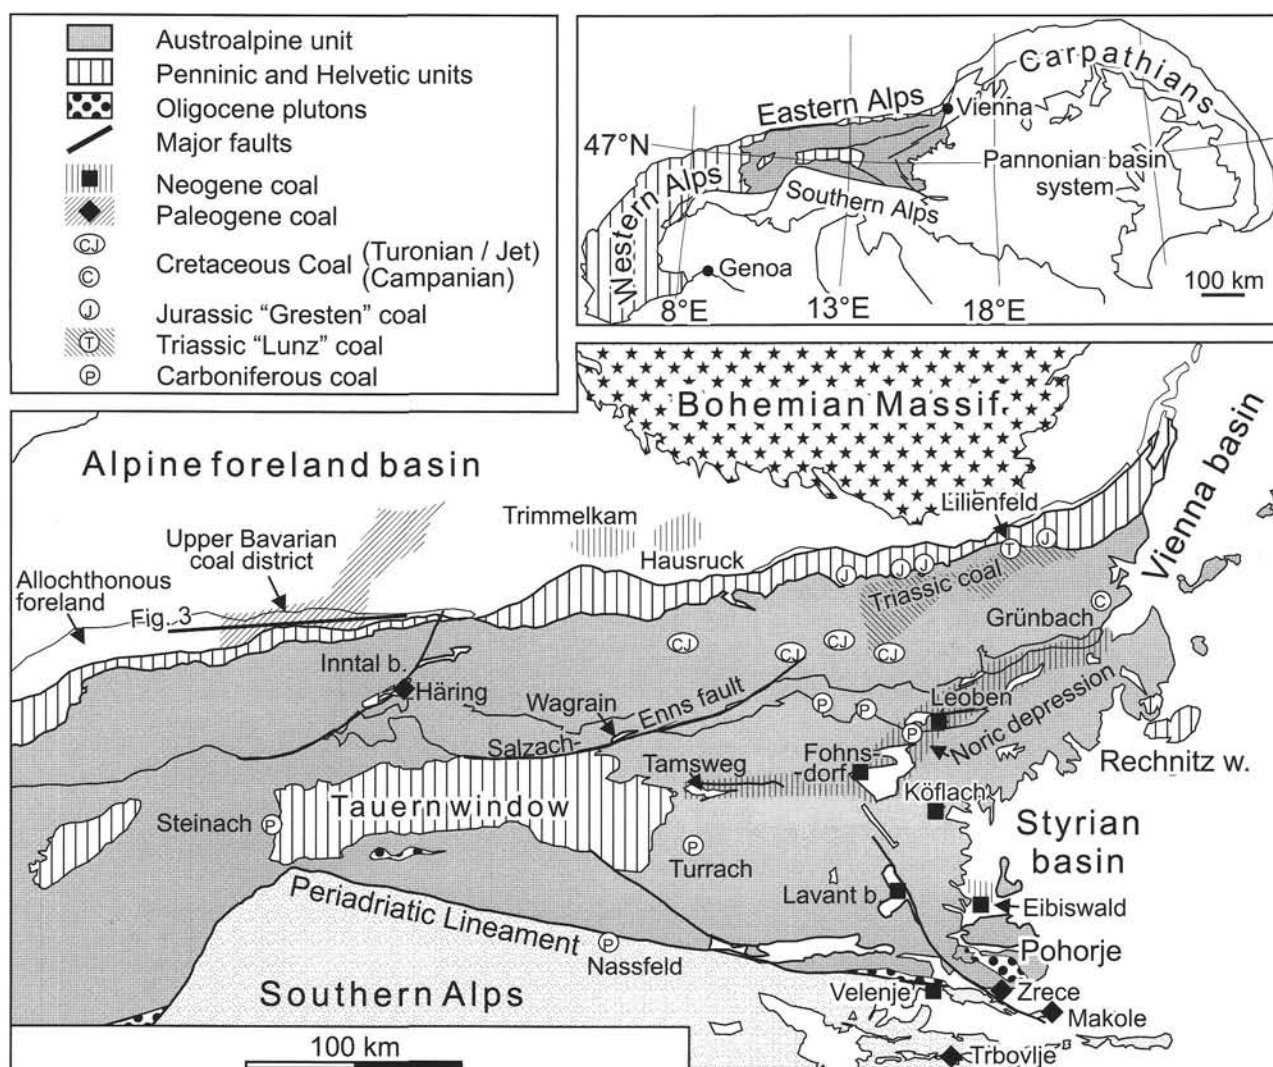 Austroalpine unit
Penninic and Helvetic units
Oligocene plutons
Major faults
Neogene coal
Paleogene coal
CJ
Cretaceous Coal (Turonian / Jet)
C
(Campanian)
J
Jurassic “Gresten” coal
T
Triassic “Lunz” coal
P
Carboniferous coal
Carpathians
Eastern Alps
Vienna
47°N
Pannonian basin
system
Western Alps
Southern Alps
Genoa
100 km
8°E
13°E
18°E
Bohemian Massif
Alpine foreland basin
Vienna basin
Lilienfeld
Trimmelkam
Upper Bavarian
coal district
Hausruck
T
J
J
J
J
Triassic coal
Allochthonous
foreland
Fig. 3
Grünbach
C
Inntal b.
CJ
CJ
CJ
CJ
Häring
Wagrain
Enns fault
Salzach-
Leoben
P
P
P
Noric depression
Tamsweg
Fohns-
-dorf
Rechnitz w.
Köflach
Tauern window
Steinach
P
Styrian
basin
P
Turrach
Lavant b.
Eibiswald
Periadriatic Lineament
P
Nassfeld
Pohorje
Southern Alps
Velenje
Zrece
Makole
Trbovlje
100 km